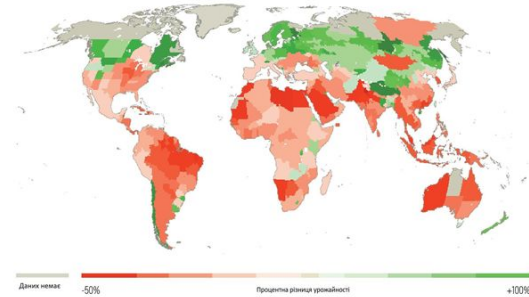 Даних немає
-50%
Процентна різниця урожайності
+100%